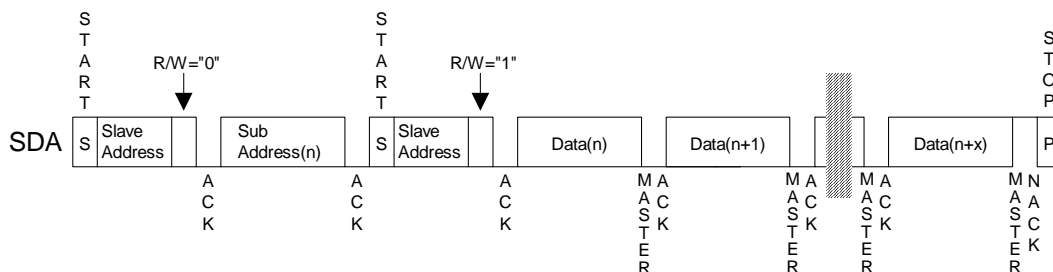 START
START
STOP
R/W="0"
R/W="1"
SDA
S
Slave
Address
Sub
Address(n)
S
Slave
Address
Data(n)
Data(n+1)
Data(n+x)
P
ACK
ACK
ACK
MASTER
ACK
MASTER
ACK
MASTER
ACK
MASTER
NACK